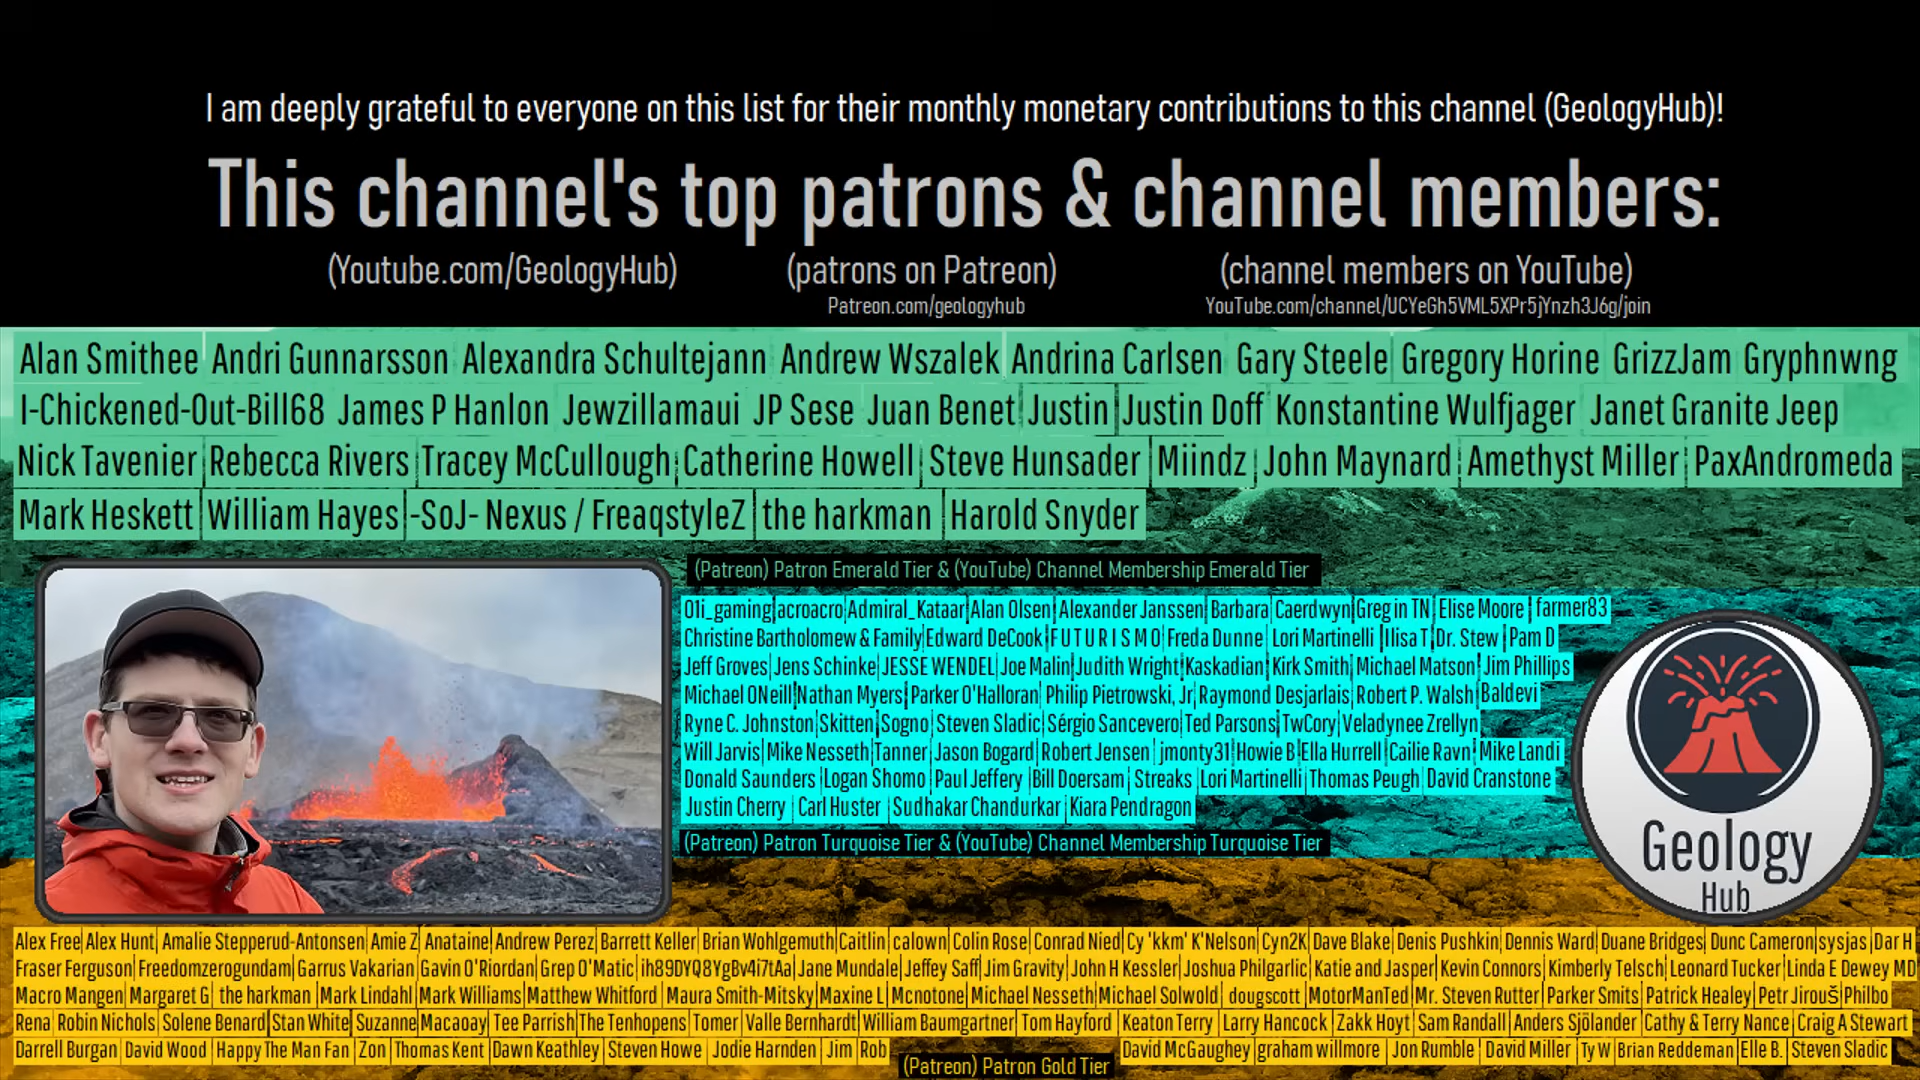 I am deeply grateful to everyone on this list for their monthly monetary contributions to this channel (GeologyHub)!
This channel's top patrons & channel members:
(Youtube.com/GeologyHub) (patrons on Patreon) (channel members on YouTube)
Patreon.com/geologyhub YouTube.com/channel/UCYeGh5VML5XPr5jYnzh3J6g/join
Alan Smithee Andri Gunnarsson Alexandra Schultejann Andrew Wszalek Andrina Carlsen Gary Steele Gregory Horine GrizzJam Gryphnwng
I-Chickened-Out-Bill68 James P Hanlon Jewzillamaui JP Sese Juan Benet Justin Justin Doff Konstantine Wulfjager Janet Granite Jeep
Nick Tavenier Rebecca Rivers Tracey McCullough Catherine Howell Steve Hunsader Miindz John Maynard Amethyst Miller PaxAndromeda
Mark Heskett William Hayes -SoJ- Nexus / FreaqstyleZ the harkman Harold Snyder
(Patreon) Patron Emerald Tier & (YouTube) Channel Membership Emerald Tier
O1i_gaming acroacro Admiral_Kataar Alan Olsen Alexander Janssen Barbara Caerdwyn Greg in TN Elise Moore farmer83
Christine Bartholomew & Family Edward DeCook F U T U R I S M O Freda Dunne Lori Martinelli Ilisa T Dr. Stew Pam D
Jeff Groves Jens Schinke JESSE WENDEL Joe Malin Judith Wright Kaskadian Kirk Smith Michael Matson Jim Phillips
Michael ONeill Nathan Myers Parker O'Halloran Philip Pietrowski, Jr Raymond Desjarlais Robert P. Walsh Baldevi
Ryne C. Johnston Skitten Sogno Steven Sladic Sérgio Sancevero Ted Parsons TwCory Veladynee Zrellyn
Will Jarvis Mike Nesseth Tanner Jason Bogard Robert Jensen jmonty31 Howie B Ella Hurrell Cailie Ravn Mike Landi
Donald Saunders Logan Shomo Paul Jeffery Bill Doersam Streaks Lori Martinelli Thomas Peugh David Cranstone
Justin Cherry Carl Huster Sudhakar Chandurkar Kiara Pendragon
(Patreon) Patron Turquoise Tier & (YouTube) Channel Membership Turquoise Tier
Geology
Hub
Alex Free Alex Hunt Amalie Stepperud-Antonsen Amie Z Anataine Andrew Perez Barrett Keller Brian Wohlgemuth Caitlin calown Colin Rose Conrad Nied Cy 'kkm' K'Nelson Cyn2K Dave Blake Denis Pushkin Dennis Ward Duane Bridges Dunc Cameron sysjas Dar H
Fraser Ferguson Freedomzerogundam Garrus Vakarian Gavin O'Riordan Grep O'Matic ih89DYQ8YgBv4i7tAa Jane Mundale Jeffey Saff Jim Gravity John H Kessler Joshua Philgarlic Katie and Jasper Kevin Connors Kimberly Telsch Leonard Tucker Linda E Dewey MD
Macro Mangen Margaret G the harkman Mark Lindahl Mark Williams Matthew Whitford Maura Smith-Mitsky Maxine L Mcnotone Michael Nesseth Michael Solwold dougscott MotorManTed Mr. Steven Rutter Parker Smits Patrick Healey Petr Jirouš Philbo
Rena Robin Nichols Solene Benard Stan White Suzanne Macaoay Tee Parrish The Tenhopens Tomer Valle Bernhardt William Baumgartner Tom Hayford Keaton Terry Larry Hancock Zakk Hoyt Sam Randall Anders Sjölander Cathy & Terry Nance Craig A Stewart
Darrell Burgan David Wood Happy The Man Fan Zon Thomas Kent Dawn Keathley Steven Howe Jodie Harnden Jim Rob David McGaughey graham willmore Jon Rumble David Miller Ty W Brian Reddeman Elle B. Steven Sladic
(Patreon) Patron Gold Tier